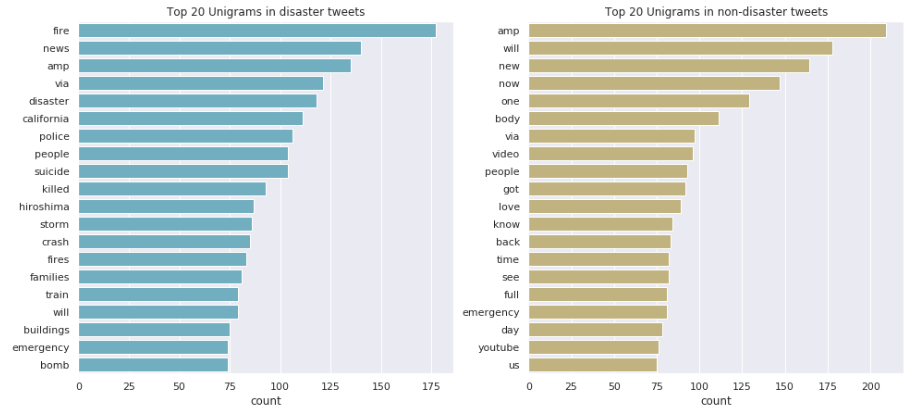 Top 20 Unigrams in disaster tweets
fire
news
amp
via
disaster
california
police
people
suicide
killed
hiroshima
storm
crash
fires
families
train
will
buildings
emergency
bomb
0 25 50 75 100 125 150 175
count
Top 20 Unigrams in non-disaster tweets
amp
will
new
now
one
body
via
video
people
got
love
know
back
time
see
full
emergency
day
youtube
us
0 25 50 75 100 125 150 175 200
count